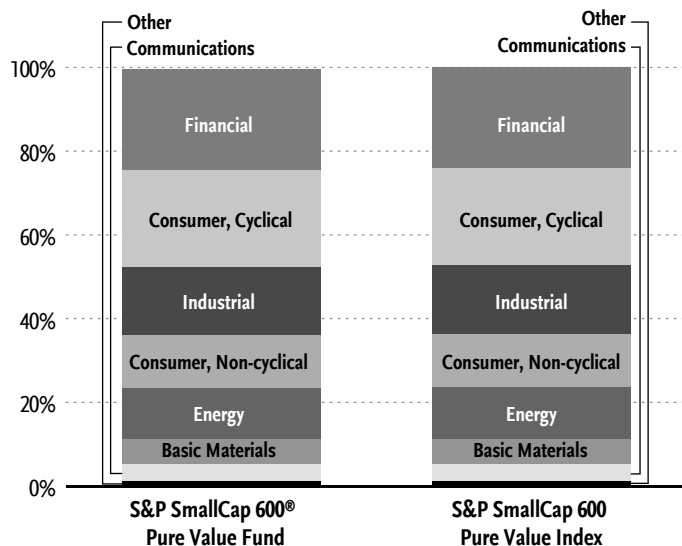 Other
Communications
Other
Communications
100%
80%
60%
40%
20%
0%
Financial
Consumer, Cyclical
Industrial
Consumer, Non-cyclical
Energy
Basic Materials
Financial
Consumer, Cyclical
Industrial
Consumer, Non-cyclical
Energy
Basic Materials
S&P SmallCap 600®
Pure Value Fund
S&P SmallCap 600
Pure Value Index